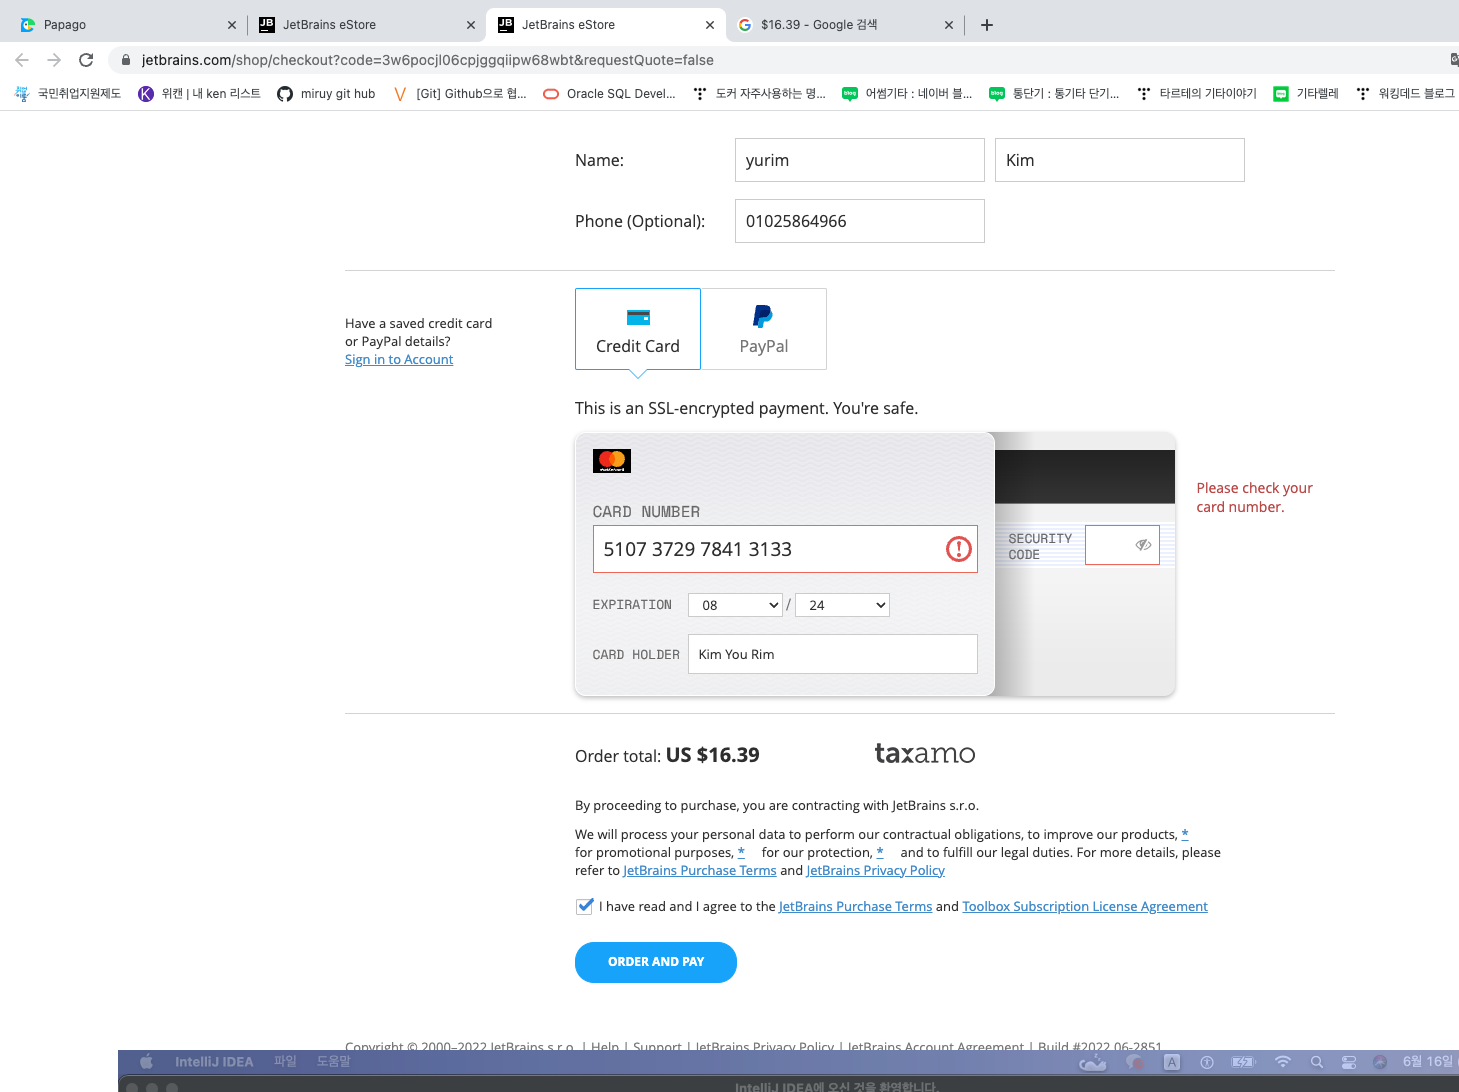 Papago
JetBrains eStore
JetBrains eStore
$16.39 - Google 검색
jetbrains.com/shop/checkout?code=3w6pocjl06cpjggqiipw68wbt&requestQuote=false
국민취업지원제도
위캔 | 내 ken 리스트
miruy git hub
[Git] Github으로 협...
Oracle SQL Devel...
도커 자주사용하는 명...
어썸기타 : 네이버 블...
통단기 : 통기타 단기...
타르테의 기타이야기
기타렐레
워킹데드 블로그
Name:
yurim
Kim
Phone (Optional):
01025864966
Have a saved credit card
or PayPal details?
Sign in to Account
Credit Card
PayPal
This is an SSL-encrypted payment. You're safe.
CARD NUMBER
5107 3729 7841 3133
SECURITY
CODE
Please check your
card number.
EXPIRATION
08
/
24
CARD HOLDER
Kim You Rim
Order total: US $16.39
taxamo
By proceeding to purchase, you are contracting with JetBrains s.r.o.
We will process your personal data to perform our contractual obligations, to improve our products, *
for promotional purposes, * for our protection, * and to fulfill our legal duties. For more details, please
refer to JetBrains Purchase Terms and JetBrains Privacy Policy
I have read and I agree to the JetBrains Purchase Terms and Toolbox Subscription License Agreement
ORDER AND PAY
Copyright © 2000–2022 JetBrains s.r.o. | Help | Support | JetBrains Privacy Policy | JetBrains Account Agreement | Build #2022.06-2851
IntelliJ IDEA 파일 도움말
A
6월 16일
IntelliJ IDEA에 오신 것을 환영합니다.